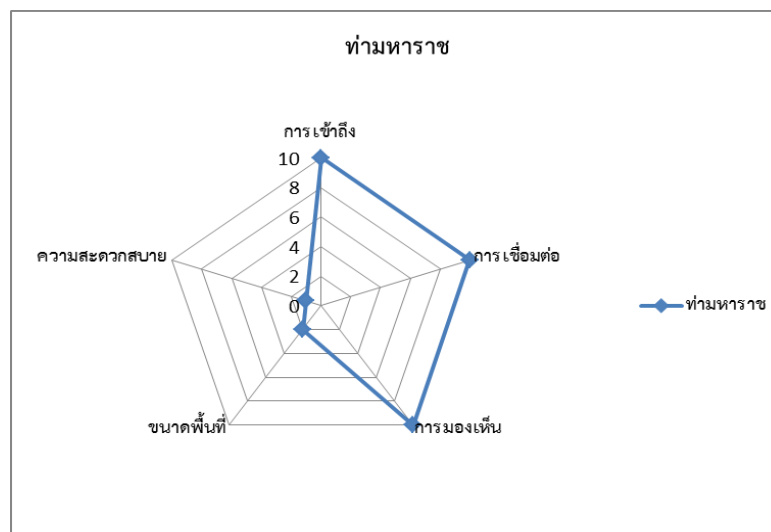 ท่ามหาราช
การเข้าถึง
10
8
6
4
2
0
การเชื่อมต่อ
การมองเห็น
ขนาดพื้นที่
ความสะดวกสบาย
ท่ามหาราช